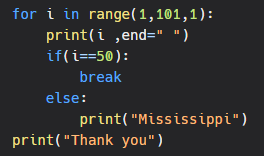 for i in range(1,101,1):
    print(i ,end=" ")
    if(i==50):
        break
    else:
        print("Mississippi")
print("Thank you")